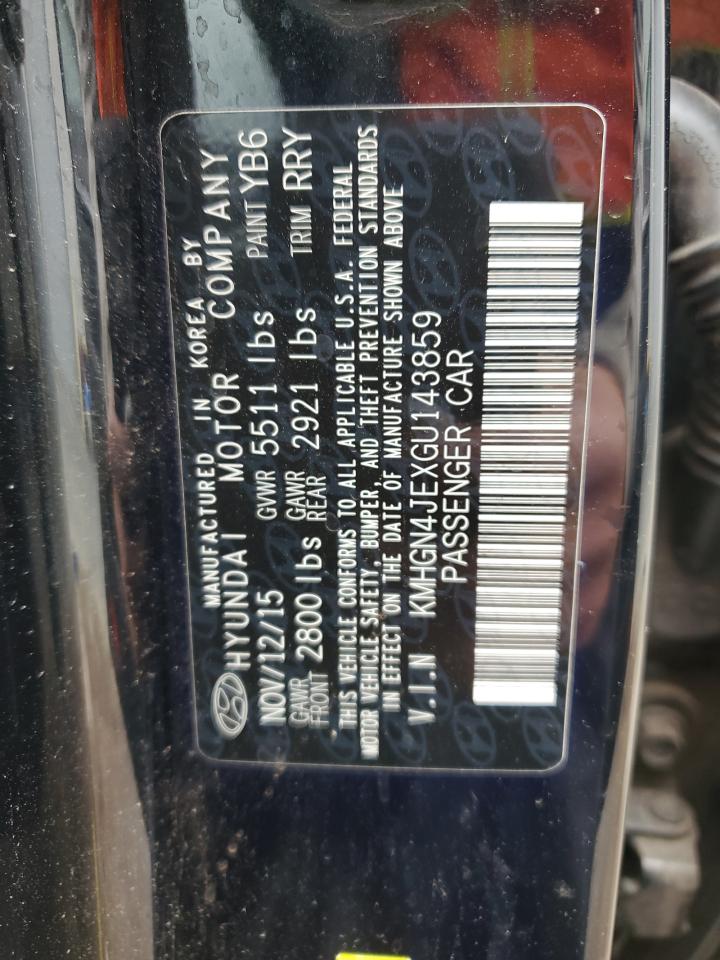 MANUFACTURED IN KOREA BY
HYUNDAI MOTOR COMPANY
NOV/12/15 GVWR 5511 lbs PAINT YB6
GAWR FRONT 2800 lbs GAWR REAR 2921 lbs TRIM RRY
THIS VEHICLE CONFORMS TO ALL APPLICABLE U.S.A. FEDERAL
MOTOR VEHICLE SAFETY, BUMPER, AND THEFT PREVENTION STANDARDS
IN EFFECT ON THE DATE OF MANUFACTURE SHOWN ABOVE
V.I.N KMHGN4JEXGU143859
PASSENGER CAR